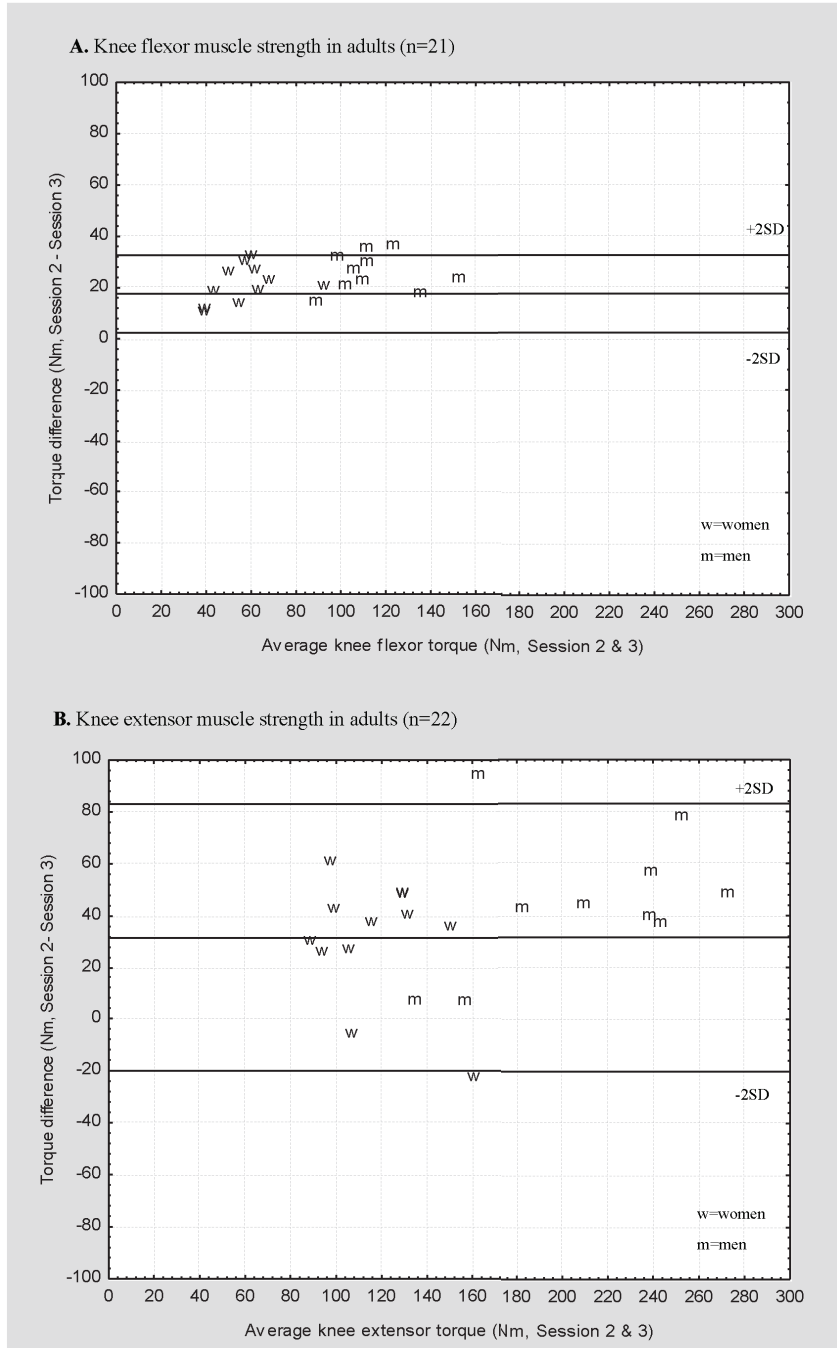 A. Knee flexor muscle strength in adults (n=21)
100
80
60
40
20
0
-20
-40
-60
-80
-100
Torque difference (Nm, Session 2 - Session 3)
+2SD
-2SD
w
w
w
w
w
w
w
w
w
w
w
m
m
m
m
m
m
m
m
m
m
m
w=women
m=men
0 20 40 60 80 100 120 140 160 180 200 220 240 260 280 300
Average knee flexor torque (Nm, Session 2 & 3)
B. Knee extensor muscle strength in adults (n=22)
100
80
60
40
20
0
-20
-40
-60
-80
-100
Torque difference (Nm, Session 2- Session 3)
+2SD
-2SD
m
m
w
m
w
m
w
m
m
w
m
w
m
w
w
m
w
w
w
m
m
w
w
w=women
m=men
0 20 40 60 80 100 120 140 160 180 200 220 240 260 280 300
Average knee extensor torque (Nm, Session 2 & 3)